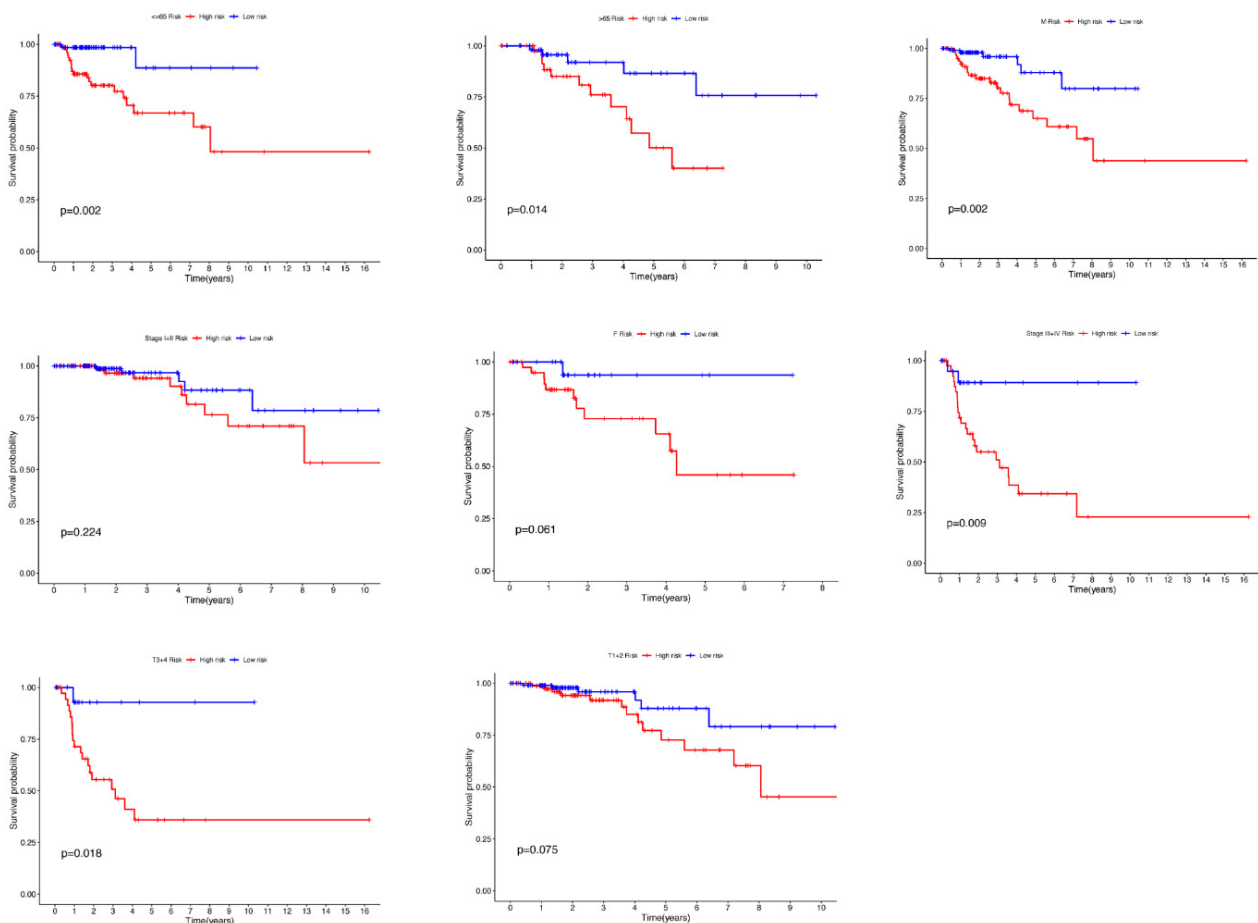 <=65 Risk High risk Low risk
Survival probability
1.00
0.75
0.50
0.25
0.00
p=0.002
0 1 2 3 4 5 6 7 8 9 10 11 12 13 14 15 16
Time(years)
>65 Risk High risk Low risk
Survival probability
1.00
0.75
0.50
0.25
0.00
p=0.014
0 1 2 3 4 5 6 7 8 9 10
Time(years)
M Risk High risk Low risk
Survival probability
1.00
0.75
0.50
0.25
0.00
p=0.002
0 1 2 3 4 5 6 7 8 9 10 11 12 13 14 15 16
Time(years)
Stage I+II Risk High risk Low risk
Survival probability
1.00
0.75
0.50
0.25
0.00
p=0.224
0 1 2 3 4 5 6 7 8 9 10
Time(years)
F Risk High risk Low risk
Survival probability
1.00
0.75
0.50
0.25
0.00
p=0.061
0 1 2 3 4 5 6 7 8
Time(years)
Stage III+IV Risk High risk Low risk
Survival probability
1.00
0.75
0.50
0.25
0.00
p=0.009
0 1 2 3 4 5 6 7 8 9 10 11 12 13 14 15 16
Time(years)
T3+4 Risk High risk Low risk
Survival probability
1.00
0.75
0.50
0.25
0.00
p=0.018
0 1 2 3 4 5 6 7 8 9 10 11 12 13 14 15 16
Time(years)
T1+2 Risk High risk Low risk
Survival probability
1.00
0.75
0.50
0.25
0.00
p=0.075
0 1 2 3 4 5 6 7 8 9 10
Time(years)